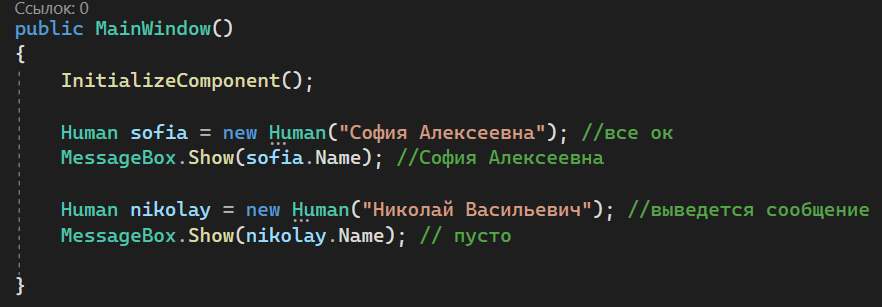 Ссылок: 0
public MainWindow()
{
InitializeComponent();
Human sofia = new Human("София Алексеевна"); //все ок
MessageBox.Show(sofia.Name); //София Алексеевна
Human nikolay = new Human("Николай Васильевич"); //выведется сообщение
MessageBox.Show(nikolay.Name); // пусто
}